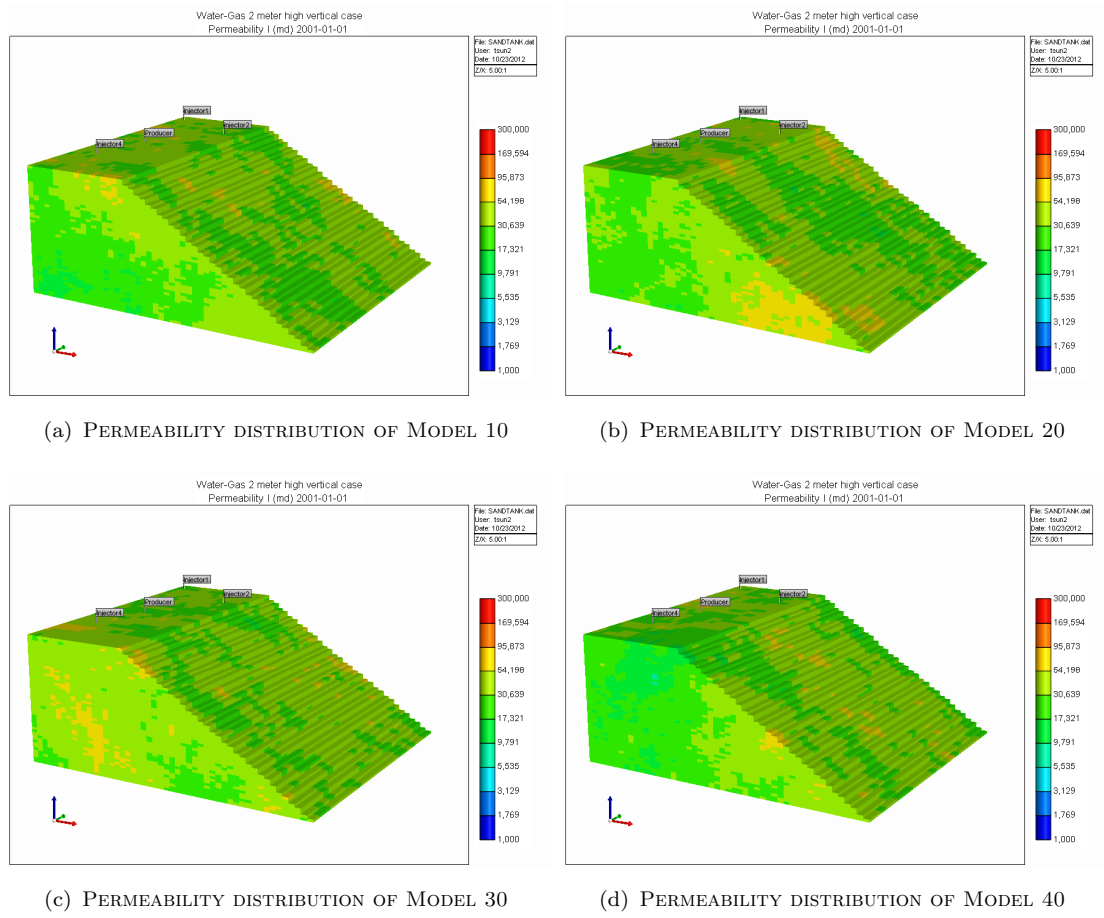 Water-Gas 2 meter high vertical case
Permeability I (md) 2001-01-01
File: SANDTANK.dat
User: tsun2
Date: 10/23/2012
Z/X: 5.00:1
Injector1
Producer
Injector2
Injector4
300,000
169,594
95,873
54,198
30,639
17,321
9,791
5,535
3,129
1,769
1,000
(a) Permeability distribution of Model 10
Water-Gas 2 meter high vertical case
Permeability I (md) 2001-01-01
File: SANDTANK.dat
User: tsun2
Date: 10/23/2012
Z/X: 5.00:1
Injector1
Producer
Injector2
Injector4
300,000
169,594
95,873
54,198
30,639
17,321
9,791
5,535
3,129
1,769
1,000
(b) Permeability distribution of Model 20
Water-Gas 2 meter high vertical case
Permeability I (md) 2001-01-01
File: SANDTANK.dat
User: tsun2
Date: 10/23/2012
Z/X: 5.00:1
Injector1
Injector2
Producer
Injector4
300,000
169,594
95,873
54,198
30,639
17,321
9,791
5,535
3,129
1,769
1,000
(c) Permeability distribution of Model 30
Water-Gas 2 meter high vertical case
Permeability I (md) 2001-01-01
File: SANDTANK.dat
User: tsun2
Date: 10/23/2012
Z/X: 5.00:1
Injector1
Injector2
Producer
Injector4
300,000
169,594
95,873
54,198
30,639
17,321
9,791
5,535
3,129
1,769
1,000
(d) Permeability distribution of Model 40